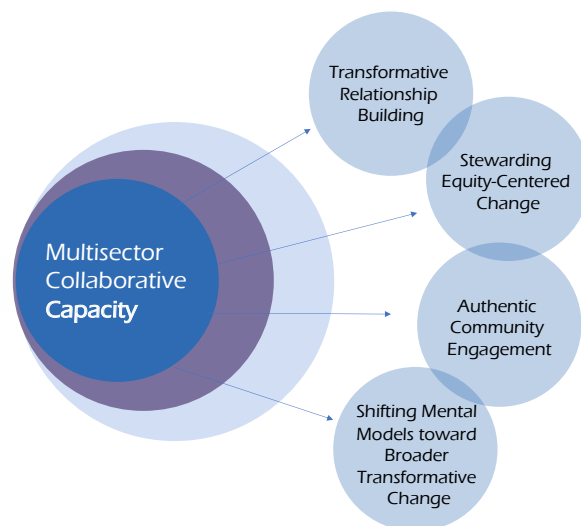 Transformative
Relationship
Building
Stewarding
Equity-Centered
Change
Multisector
Collaborative
Capacity
Authentic
Community
Engagement
Shifting Mental
Models toward
Broader
Transformative
Change